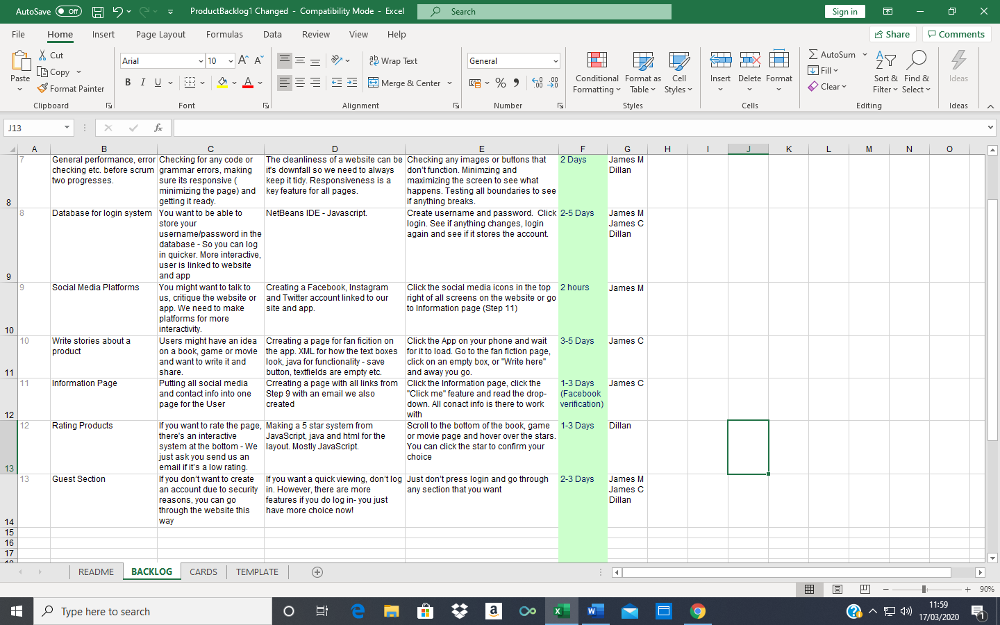 AutoSave Off ProductBacklog1 Changed - Compatibility Mode - Excel Search Sign in
File Home Insert Page Layout Formulas Data Review View Help Share Comments
Paste Cut Copy Format Painter Clipboard
Arial 10 A A B I U A Font
ab Wrap Text Merge & Center Alignment
General % , Number
Conditional Formatting Format as Table Cell Styles Styles
Insert Delete Format Cells
AutoSum Fill Clear Sort & Filter Find & Select Editing
Ideas Ideas
J13 fx
A B C D E F G H I J K L M N O
7 General performance, error Checking for any code or The cleanliness of a website can be Checking any images or buttons that 2 Days James M
checking etc. before scrum grammar errors, making it's downfall so we need to always don't function. Minimzing and Dillan
two progresses. sure its responsive ( keep it tidy. Responsiveness is a maximizing the screen to see what
minimizing the page) and key feature for all pages. happens. Testing all boundaries to see
8 getting it ready. if anything breaks.
8 Database for login system You want to be able to NetBeans IDE - Javascript. Create username and password. Click 2-5 Days James M
store your login. See if anything changes, login James C
username/password in the again and see if it stores the account. Dillan
database - So you can log
in quicker. More interactive,
user is linked to website
9 and app
9 Social Media Platforms You might want to talk to Creating a Facebook, Instagram Click the social media icons in the top 2 hours James M
us, critique the website or and Twitter account linked to our right of all screens on the website or go
app. We need to make site and app. to Information page (Step 11)
platforms for more
10 interactivity.
10 Write stories about a Users might have an idea Crreating a page for fan ficition on Click the App on your phone and wait 3-5 Days James C
product on a book, game or movie the app. XML for how the text boxes for it to load. Go to the fan fiction page,
and want to write it and look, java for functionality - save click on an empty box, or "Write here"
11 share. button, textfields are empty etc. and away you go.
11 Information Page Putting all social media Crreating a page with all links from Click the Information page, click the 1-3 Days James C
and contact info into one Step 9 with an email we also "Click me" feature and read the drop- (Facebook
page for the User created down. All conact info is there to work verification)
12 with
12 Rating Products If you want to rate the page, Making a 5 star system from Scroll to the bottom of the book, game 1-3 Days Dillan
there's an interactive JavaScript, java and html for the or movie page and hover over the stars.
system at the bottom - We layout. Mostly JavaScript. You can click the star to confirm your
just ask you send us an choice
13 email if it's a low rating.
13 Guest Section If you don't want to create If you want a quick viewing, don't log Just don't press login and go through 2-3 Days James M
an account due to security in. However, there are more any section that you want James C
reasons, you can go features if you do log in- you just Dillan
through the website this have more choice now!
14 way
15
16
17
README BACKLOG CARDS TEMPLATE
90%
Type here to search
11:59
17/03/2020
1